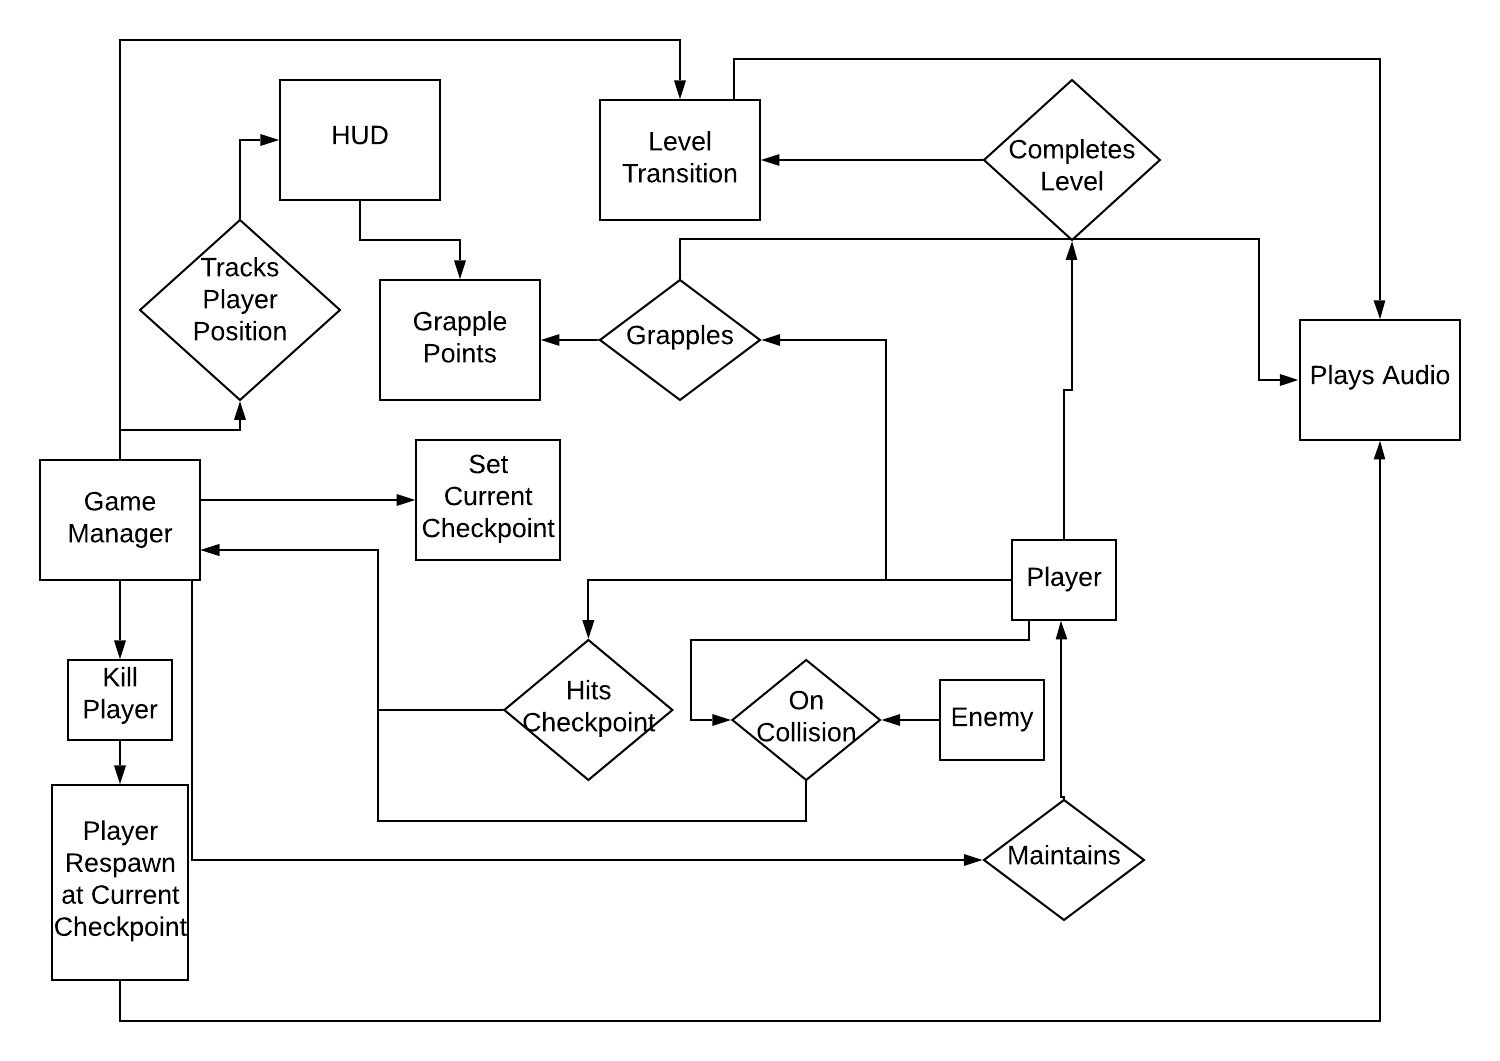 HUD
Level
Transition
Completes
Level
Tracks
Player
Position
Grapple
Points
Grapples
Plays Audio
Game
Manager
Set
Current
Checkpoint
Player
Kill
Player
Hits
Checkpoint
On
Collision
Enemy
Player
Respawn
at Current
Checkpoint
Maintains